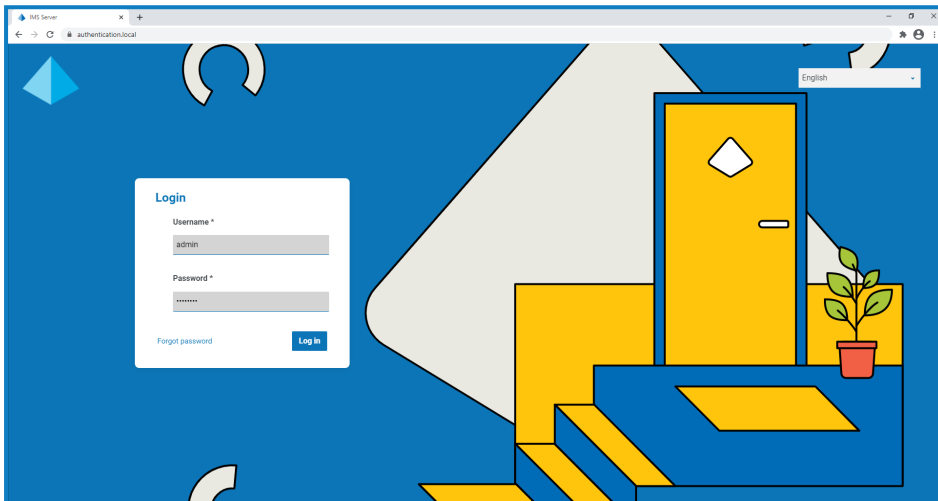 IMS Server
authentication.local
English
Login
Username *
admin
Password *
••••••••
Forgot password
Log in